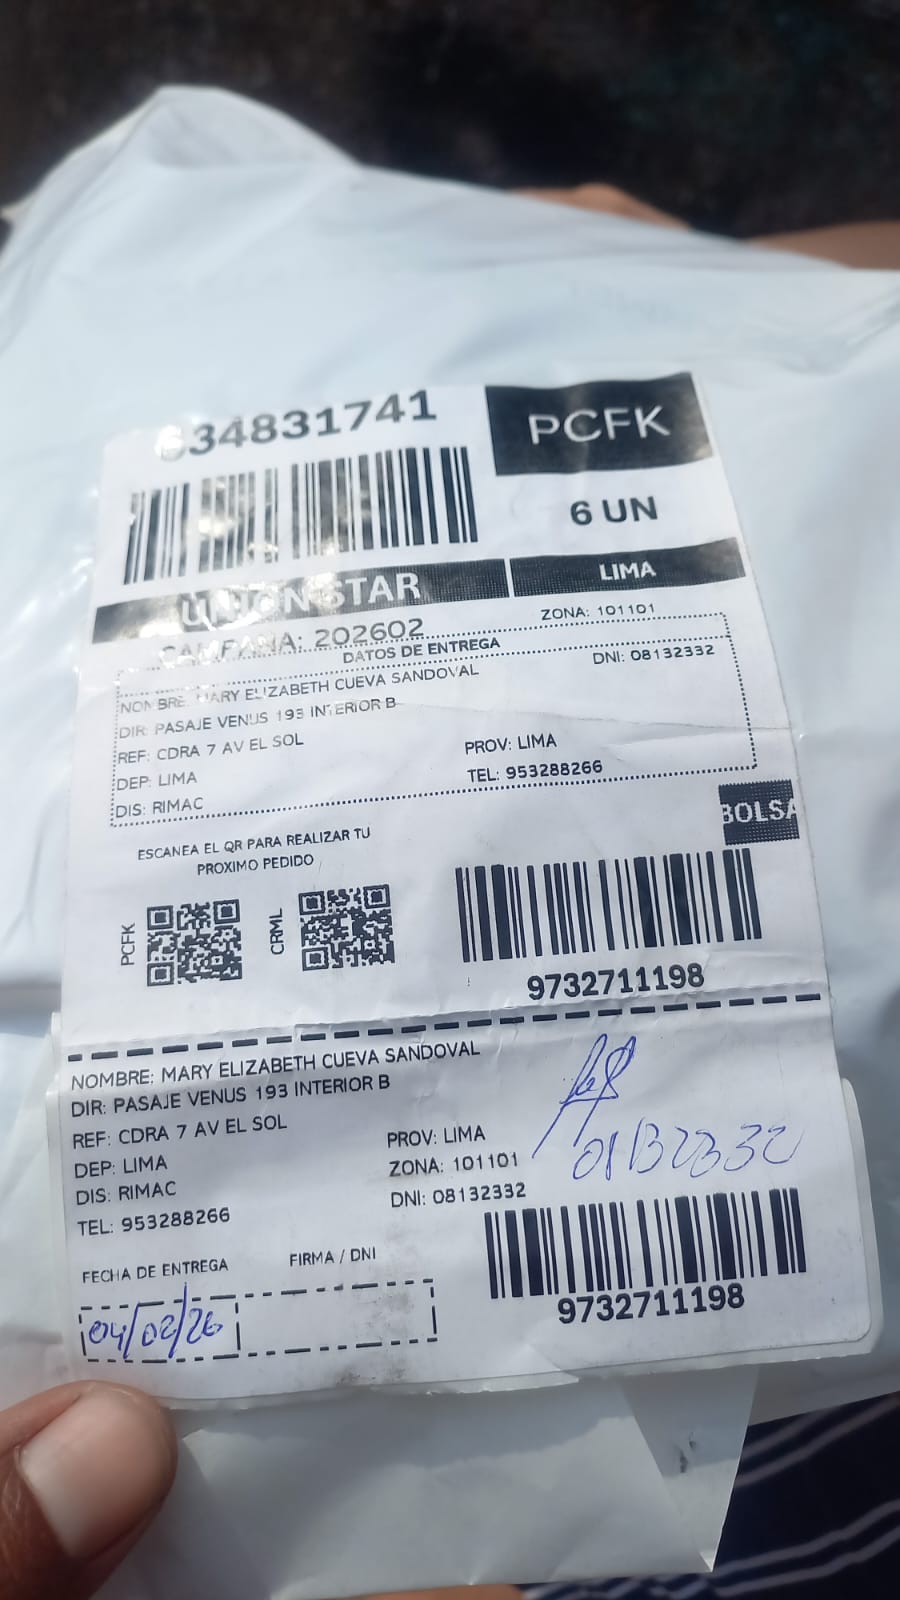 34831741
PCFK
6 UN
UNION STAR
LIMA
CAMPAÑA: 202602
ZONA: 101101
DATOS DE ENTREGA
NOMBRE: MARY ELIZABETH CUEVA SANDOVAL
DNI: 08132332
DIR: PASAJE VENUS 193 INTERIOR B
REF: CDRA 7 AV EL SOL
DEP: LIMA
PROV: LIMA
DIS: RIMAC
TEL: 953288266
BOLSA
ESCANEA EL QR PARA REALIZAR TU
PROXIMO PEDIDO
PCFK
CRML
9732711198
NOMBRE: MARY ELIZABETH CUEVA SANDOVAL
DIR: PASAJE VENUS 193 INTERIOR B
REF: CDRA 7 AV EL SOL
DEP: LIMA
PROV: LIMA
DIS: RIMAC
ZONA: 101101
TEL: 953288266
DNI: 08132332
08132332
FECHA DE ENTREGA
FIRMA / DNI
04/02/26
9732711198